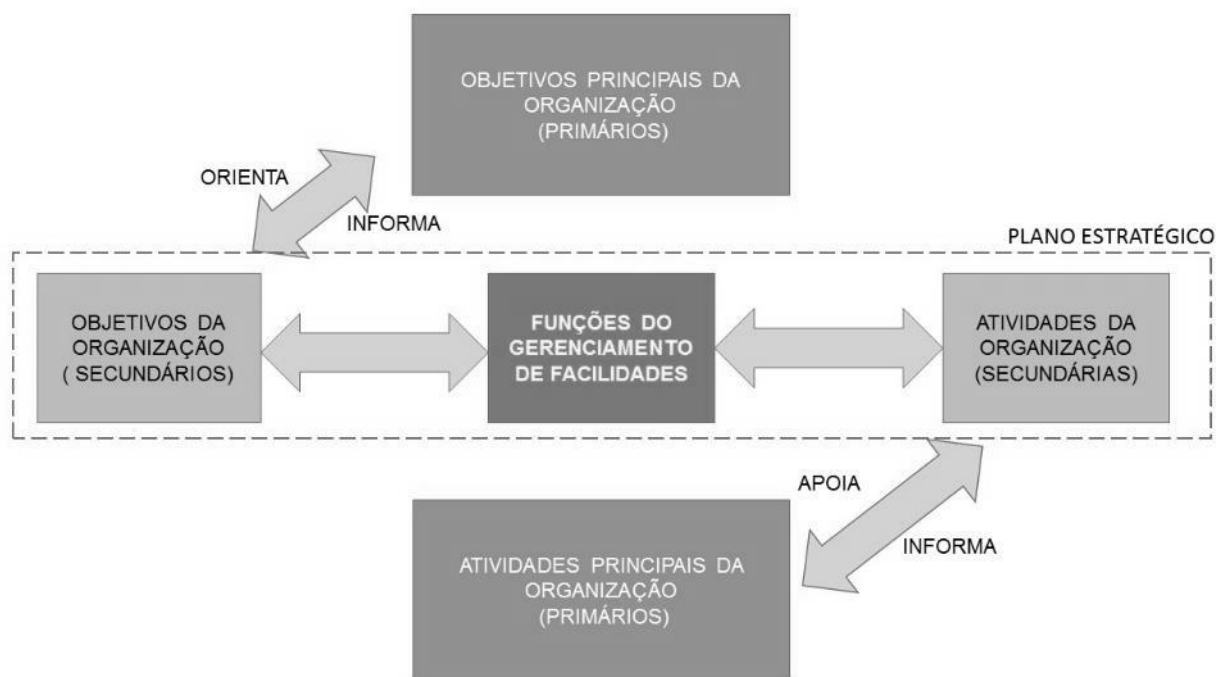 OBJETIVOS PRINCIPAIS DA
ORGANIZAÇÃO
(PRIMÁRIOS)
ORIENTA
INFORMA
PLANO ESTRATÉGICO
OBJETIVOS DA
ORGANIZAÇÃO
( SECUNDÁRIOS)
FUNÇÕES DO
GERENCIAMENTO
DE FACILIDADES
ATIVIDADES DA
ORGANIZAÇÃO
(SECUNDÁRIAS)
APOIA
INFORMA
ATIVIDADES PRINCIPAIS DA
ORGANIZAÇÃO
(PRIMÁRIOS)